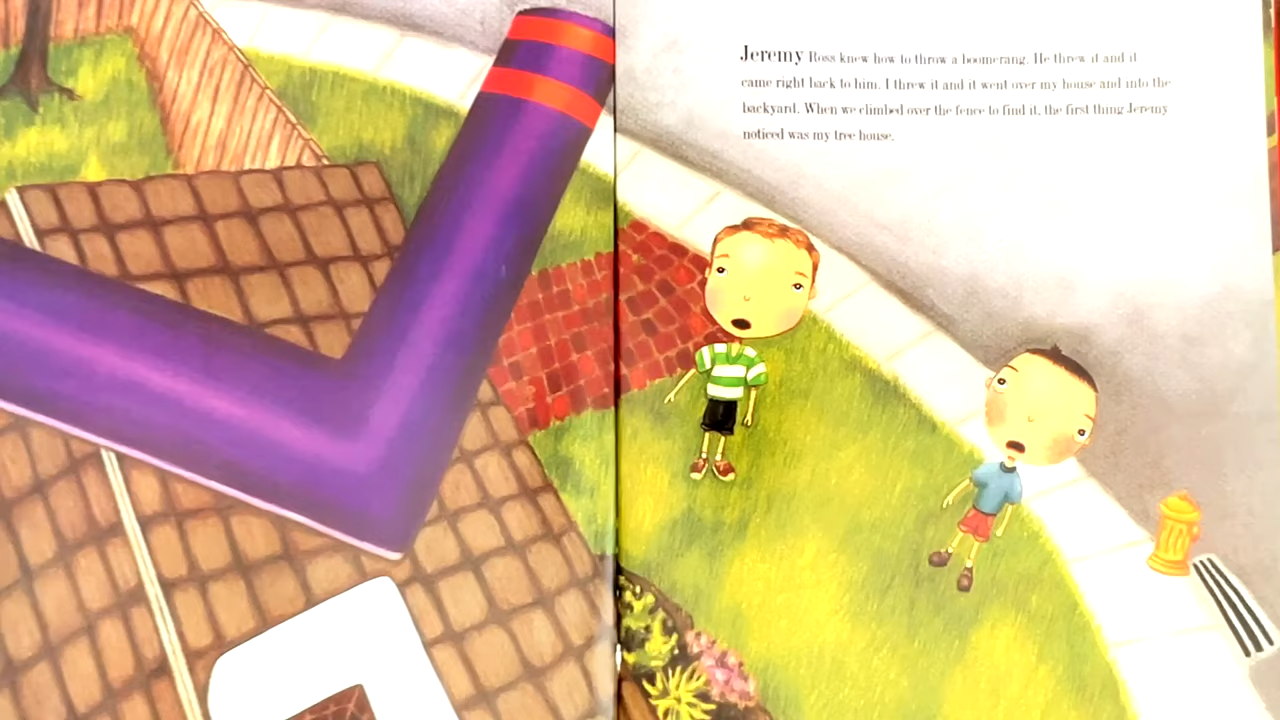 Jeremy Ross knew how to throw a boomerang. He threw it and it
came right back to him. I threw it and it went over my house and into the
backyard. When we climbed over the fence to find it, the first thing Jeremy
noticed was my tree house.